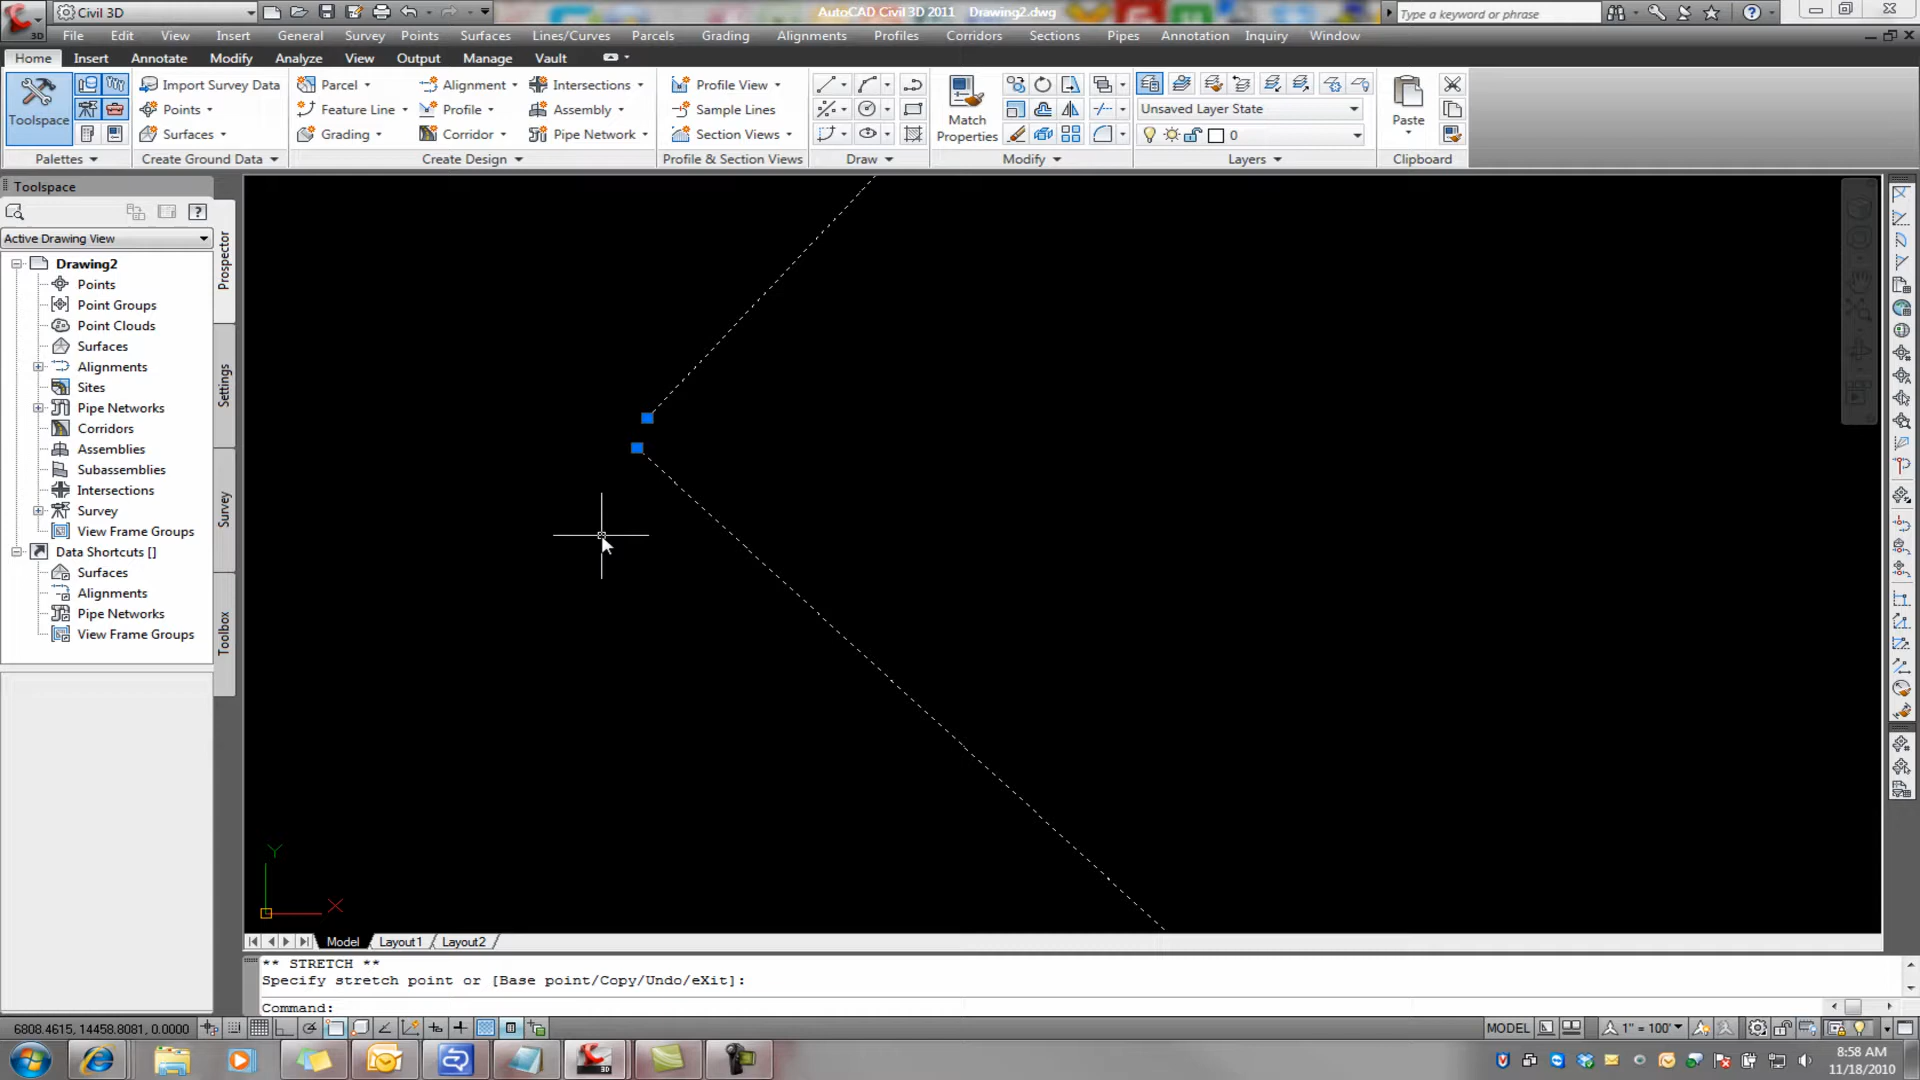 Civil 3D
AutoCAD Civil 3D 2011 Drawing2.dwg
Type a keyword or phrase
File Edit View Insert General Survey Points Surfaces Lines/Curves Parcels Grading Alignments Profiles Corridors Sections Pipes Annotation Inquiry Window
Home Insert Annotate Modify Analyze View Output Manage Vault
Toolspace
Import Survey Data
Points
Surfaces
Parcel
Feature Line
Grading
Alignment
Profile
Corridor
Intersections
Assembly
Pipe Network
Profile View
Sample Lines
Section Views
Match
Properties
Unsaved Layer State
0
Paste
Palettes
Create Ground Data
Create Design
Profile & Section Views
Draw
Modify
Layers
Clipboard
Toolspace
Active Drawing View
Drawing2
Points
Point Groups
Point Clouds
Surfaces
Alignments
Sites
Pipe Networks
Corridors
Assemblies
Subassemblies
Intersections
Survey
View Frame Groups
Data Shortcuts []
Surfaces
Alignments
Pipe Networks
View Frame Groups
Prospector
Settings
Survey
Toolbox
Y
X
Model Layout1 Layout2
** STRETCH **
Specify stretch point or [Base point/Copy/Undo/eXit]:
Command:
6808.4615, 14458.8081, 0.0000
MODEL
1" = 100'
8:58 AM
11/18/2010